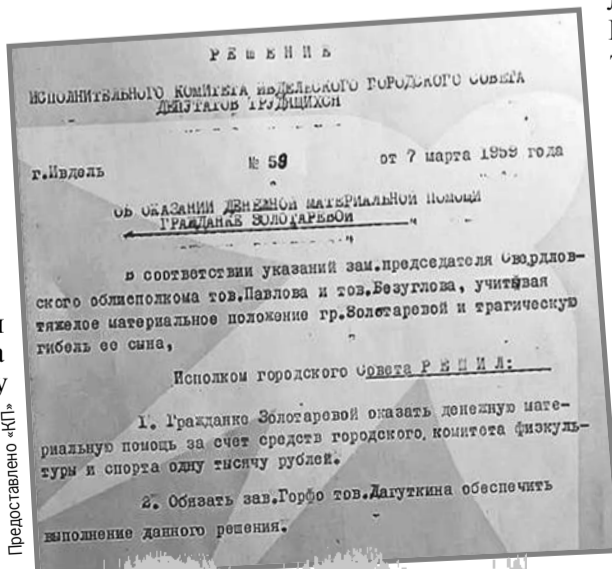 РЕШЕНИЕ
ИСПОЛНИТЕЛЬНОГО КОМИТЕТА ИВДЕЛЬСКОГО ГОРОДСКОГО СОВЕТА
ДЕПУТАТОВ ТРУДЯЩИХСЯ
г.Ивдель № 59 от 7 марта 1959 года
ОБ ОКАЗАНИИ ДЕНЕЖНОЙ МАТЕРИАЛЬНОЙ ПОМОЩИ
ГРАЖДАНКЕ ЗОЛОТАРЕВОЙ
В соответствии указаний зам.председателя Свердлов-
ского облисполкома тов.Павлова и тов.Безуглова, учитывая
тяжелое материальное положение гр.Золотаревой и трагическую
гибель ее сына,
Исполком городского Совета РЕШИЛ:
1. Гражданке Золотаревой оказать денежную мате-
риальную помощь за счет средств городского комитета физкуль-
туры и спорта одну тысячу рублей.
2. Обязать зав.Горфо тов.Дагуткина обеспечить
выполнение данного решения.
Предоставлено «КП»